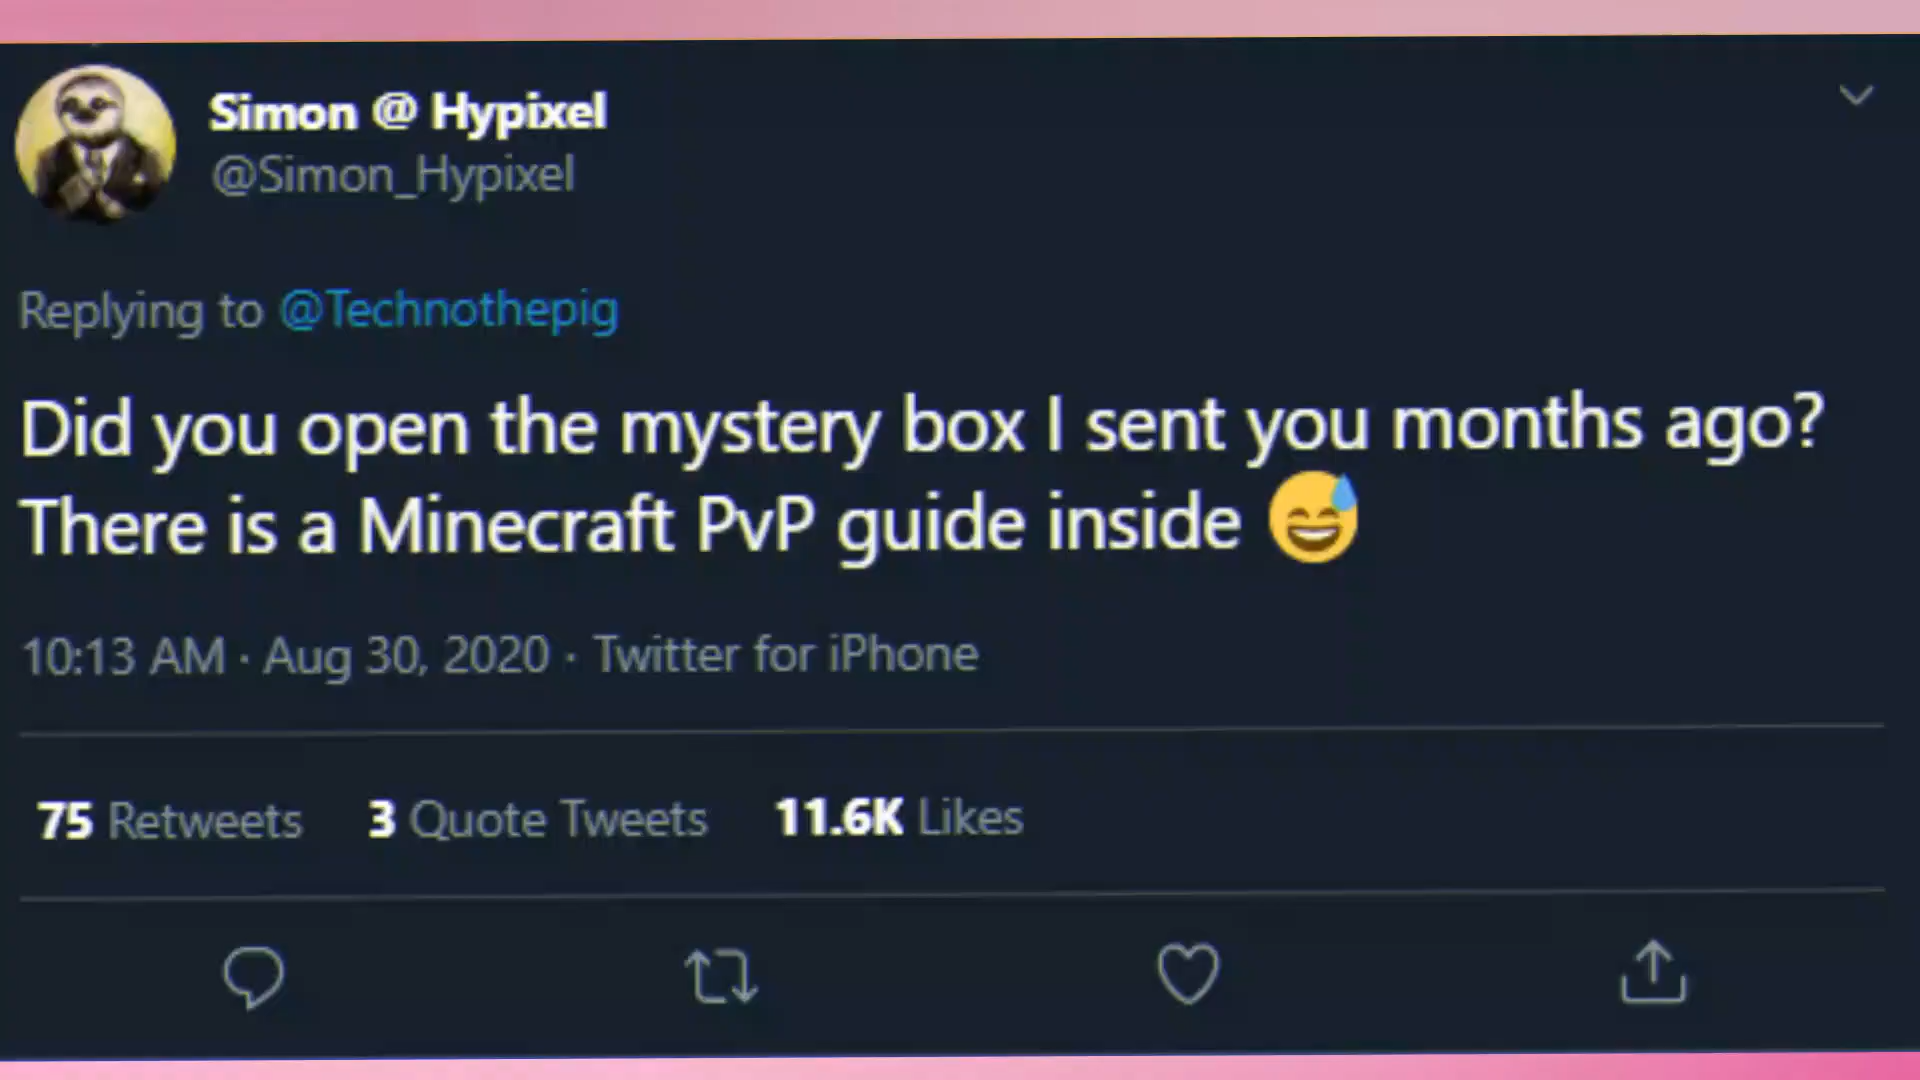 Simon @ Hypixel
@Simon_Hypixel
Replying to @Technothepig
Did you open the mystery box I sent you months ago?
There is a Minecraft PvP guide inside 😅
10:13 AM · Aug 30, 2020 · Twitter for iPhone
75 Retweets 3 Quote Tweets 11.6K Likes